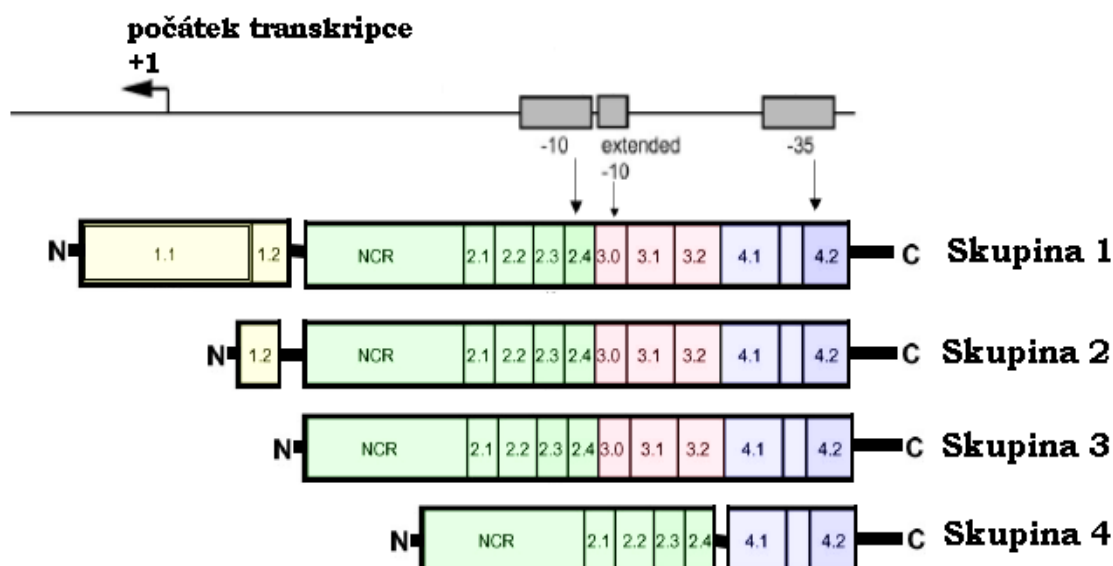 počátek transkripce
+1
-10 extended -35
-10
N 1.1 1.2 NCR 2.1 2.2 2.3 2.4 3.0 3.1 3.2 4.1 4.2 C Skupina 1
N 1.2 NCR 2.1 2.2 2.3 2.4 3.0 3.1 3.2 4.1 4.2 C Skupina 2
N NCR 2.1 2.2 2.3 2.4 3.0 3.1 3.2 4.1 4.2 C Skupina 3
N NCR 2.1 2.2 2.3 2.4 4.1 4.2 C Skupina 4